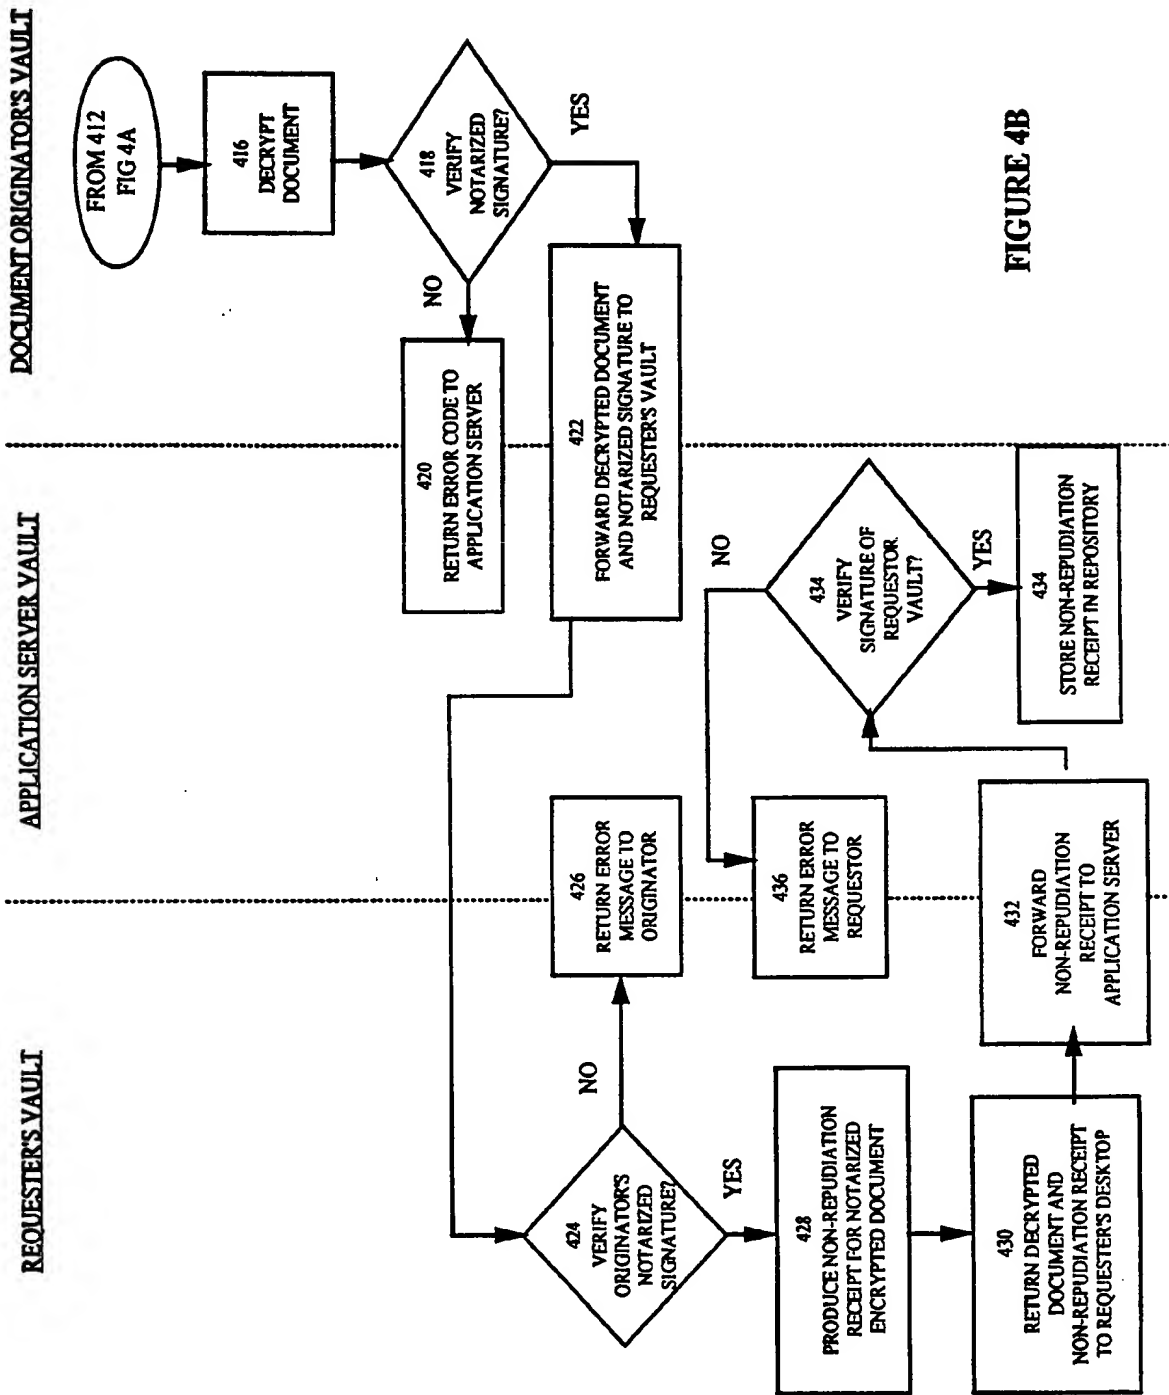 REQUESTER'S VAULT
APPLICATION SERVER VAULT
DOCUMENT ORIGINATOR'S VAULT
FROM 412
FIG 4A
416
DECRYPT
DOCUMENT
418
VERIFY
NOTARIZED
SIGNATURE?
NO
YES
420
RETURN ERROR CODE TO
APPLICATION SERVER
422
FORWARD DECRYPTED DOCUMENT
AND NOTARIZED SIGNATURE TO
REQUESTER'S VAULT
424
VERIFY
ORIGINATOR'S
NOTARIZED
SIGNATURE?
NO
YES
426
RETURN ERROR
MESSAGE TO
ORIGINATOR
428
PRODUCE NON-REPUDIATION
RECEIPT FOR NOTARIZED
ENCRYPTED DOCUMENT
430
RETURN DECRYPTED
DOCUMENT AND
NON-REPUDIATION RECEIPT
TO REQUESTER'S DESKTOP
432
FORWARD
NON-REPUDIATION
RECEIPT TO
APPLICATION SERVER
434
VERIFY
SIGNATURE OF
REQUESTOR
VAULT?
NO
YES
436
RETURN ERROR
MESSAGE TO
REQUESTOR
434
STORE NON-REPUDIATION
RECEIPT IN REPOSITORY
FIGURE 4B